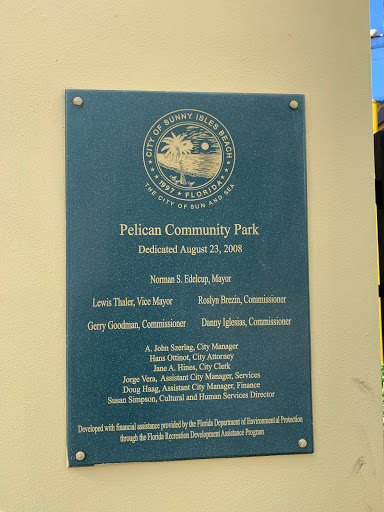 CITY OF SUNNY ISLES BEACH
1997 • FLORIDA
THE CITY OF SUN AND SEA
Pelican Community Park
Dedicated August 23, 2008
Norman S. Edelcup, Mayor
Lewis Thaler, Vice Mayor Roslyn Brezin, Commissioner
Gerry Goodman, Commissioner Danny Iglesias, Commissioner
A. John Szerlag, City Manager
Hans Ottinot, City Attorney
Jane A. Hines, City Clerk
Jorge Vera, Assistant City Manager, Services
Doug Haag, Assistant City Manager, Finance
Susan Simpson, Cultural and Human Services Director
Developed with financial assistance provided by the Florida Department of Environmental Protection
through the Florida Recreation Development Assistance Program